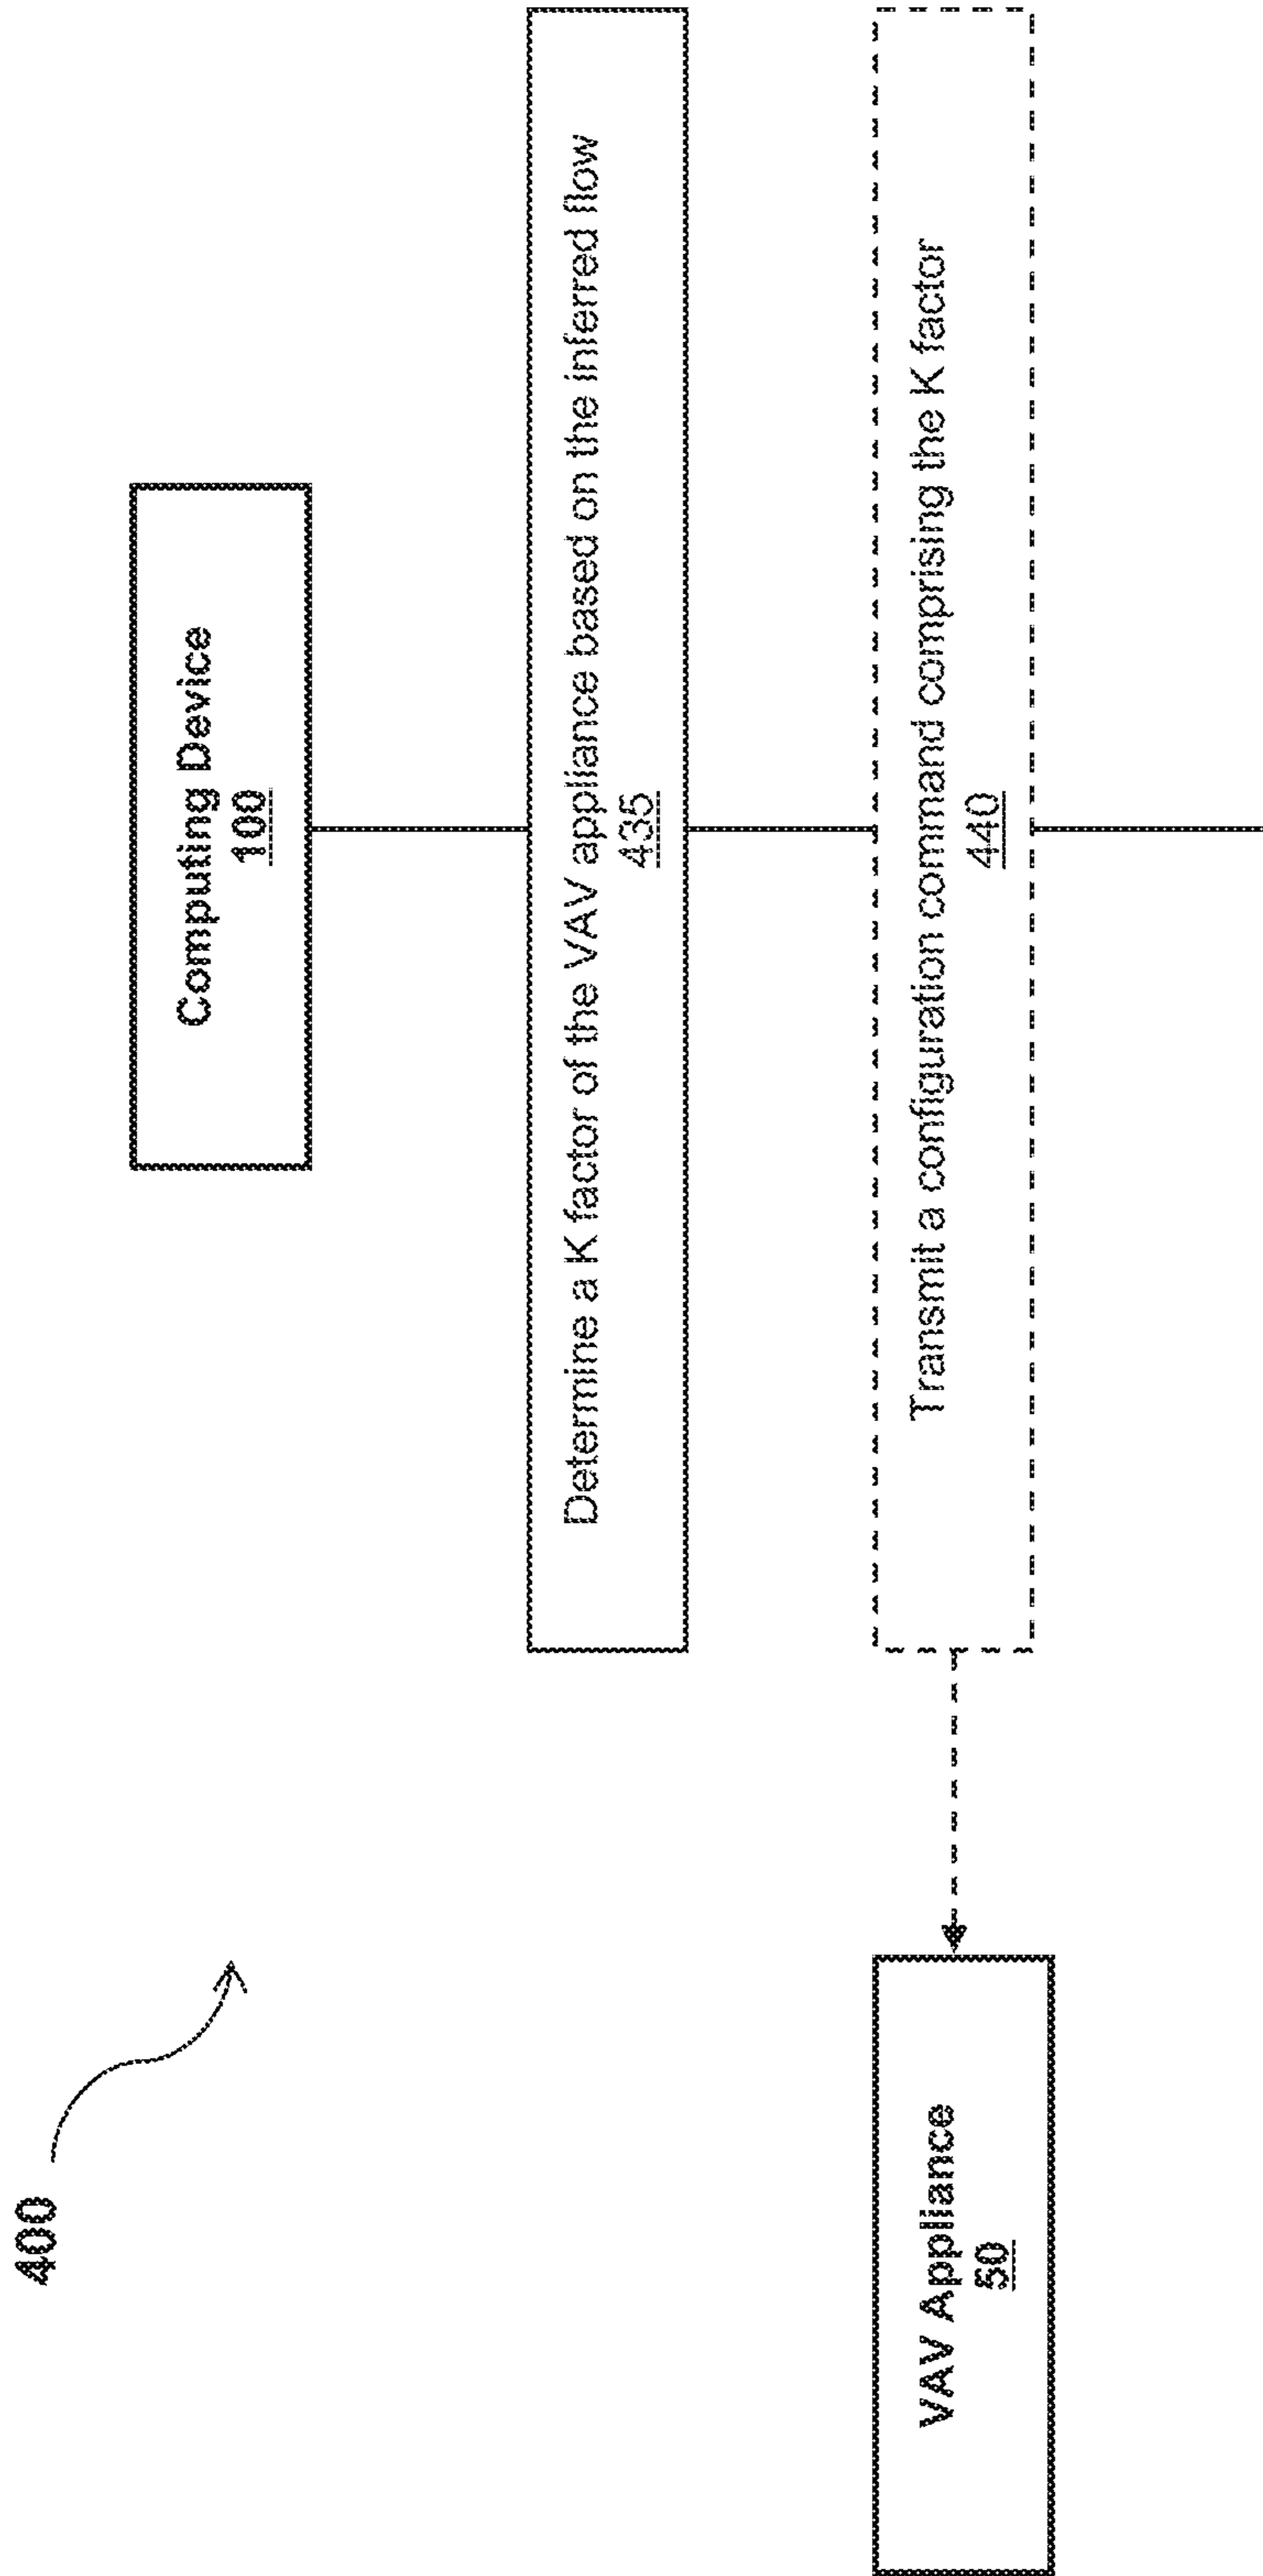 400
Computing Device
100
Determine a K factor of the VAV appliance based on the inferred flow
435
Transmit a configuration command comprising the K factor
440
VAV Appliance
50